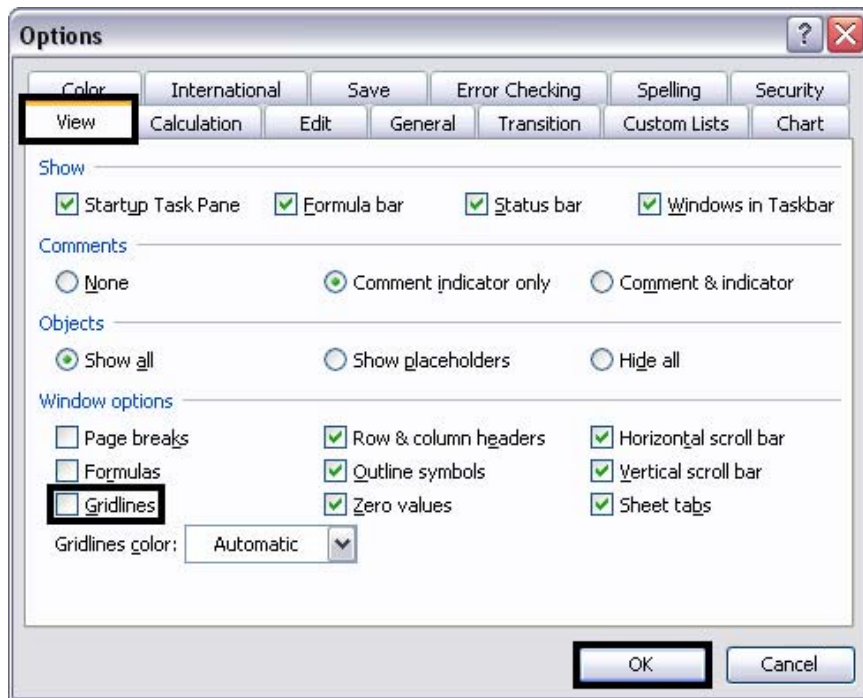 Options
Color International Save Error Checking Spelling Security
View Calculation Edit General Transition Custom Lists Chart
Show
Startup Task Pane Formula bar Status bar Windows in Taskbar
Comments
None Comment indicator only Comment & indicator
Objects
Show all Show placeholders Hide all
Window options
Page breaks Row & column headers Horizontal scroll bar
Formulas Outline symbols Vertical scroll bar
Gridlines Zero values Sheet tabs
Gridlines color: Automatic
OK Cancel